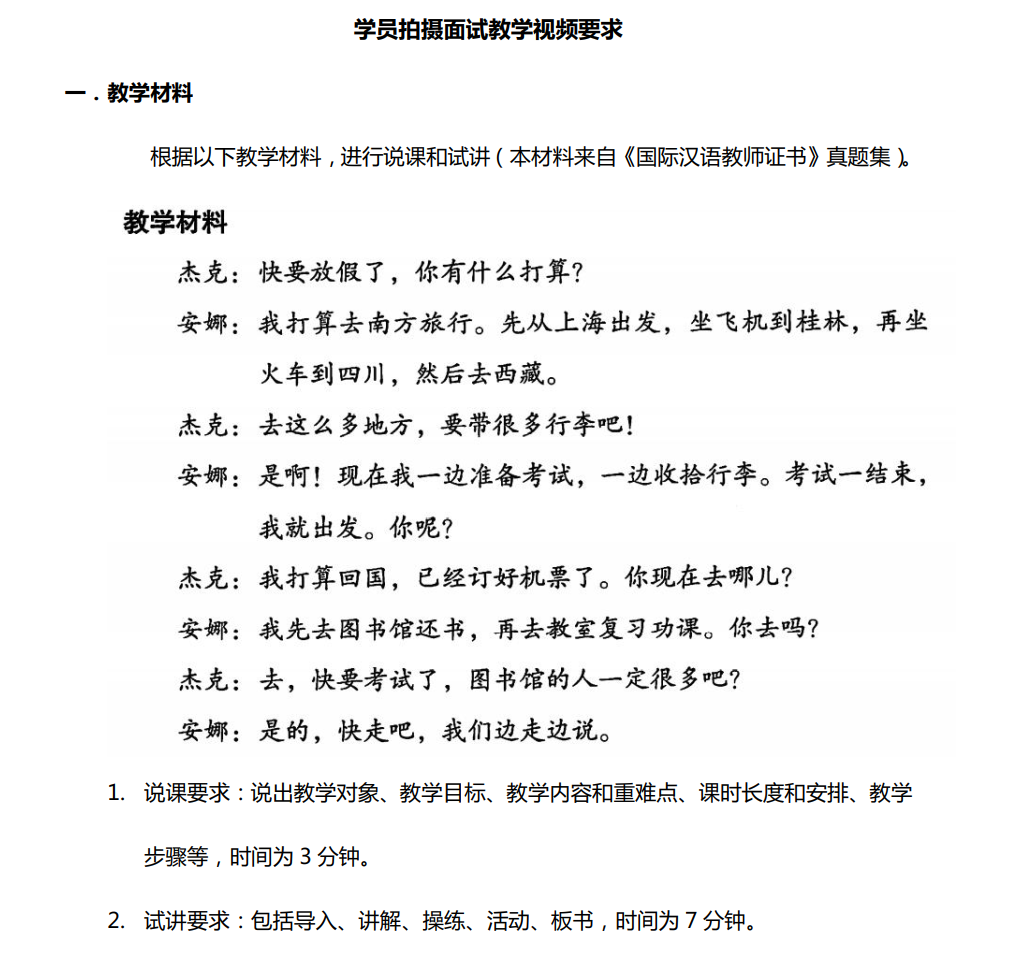 学员拍摄面试教学视频要求
一．教学材料
根据以下教学材料，进行说课和试讲（本材料来自《国际汉语教师证书》真题集）。
教学材料
杰克：快要放假了，你有什么打算？
安娜：我打算去南方旅行。先从上海出发，坐飞机到桂林，再坐
火车到四川，然后去西藏。
杰克：去这么多地方，要带很多行李吧！
安娜：是啊！现在我一边准备考试，一边收拾行李。考试一结束，
我就出发。你呢？
杰克：我打算回国，已经订好机票了。你现在去哪儿？
安娜：我先去图书馆还书，再去教室复习功课。你去吗？
杰克：去，快要考试了，图书馆的人一定很多吧？
安娜：是的，快走吧，我们边走边说。
1. 说课要求：说出教学对象、教学目标、教学内容和重难点、课时长度和安排、教学
步骤等，时间为 3 分钟。
2. 试讲要求：包括导入、讲解、操练、活动、板书，时间为 7 分钟。